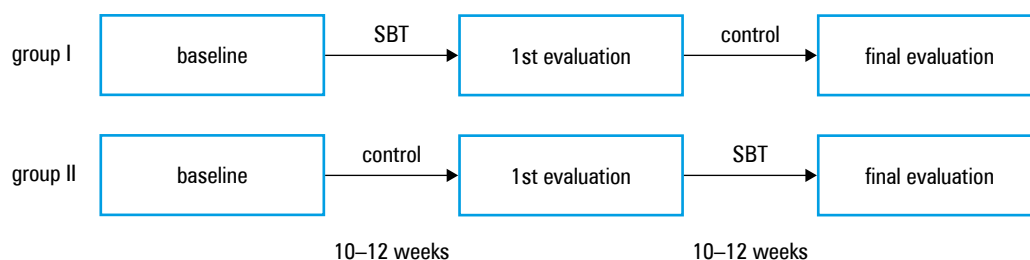 SBT control
group I baseline 1st evaluation final evaluation
control SBT
group II baseline 1st evaluation final evaluation
10–12 weeks 10–12 weeks